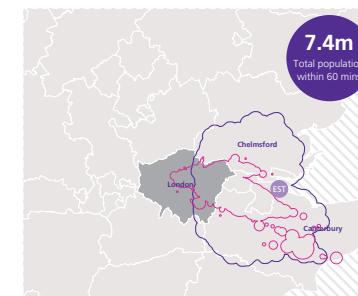 7.4m
Total population
within 60 mins
Chelmsford
London
EST
Canterbury